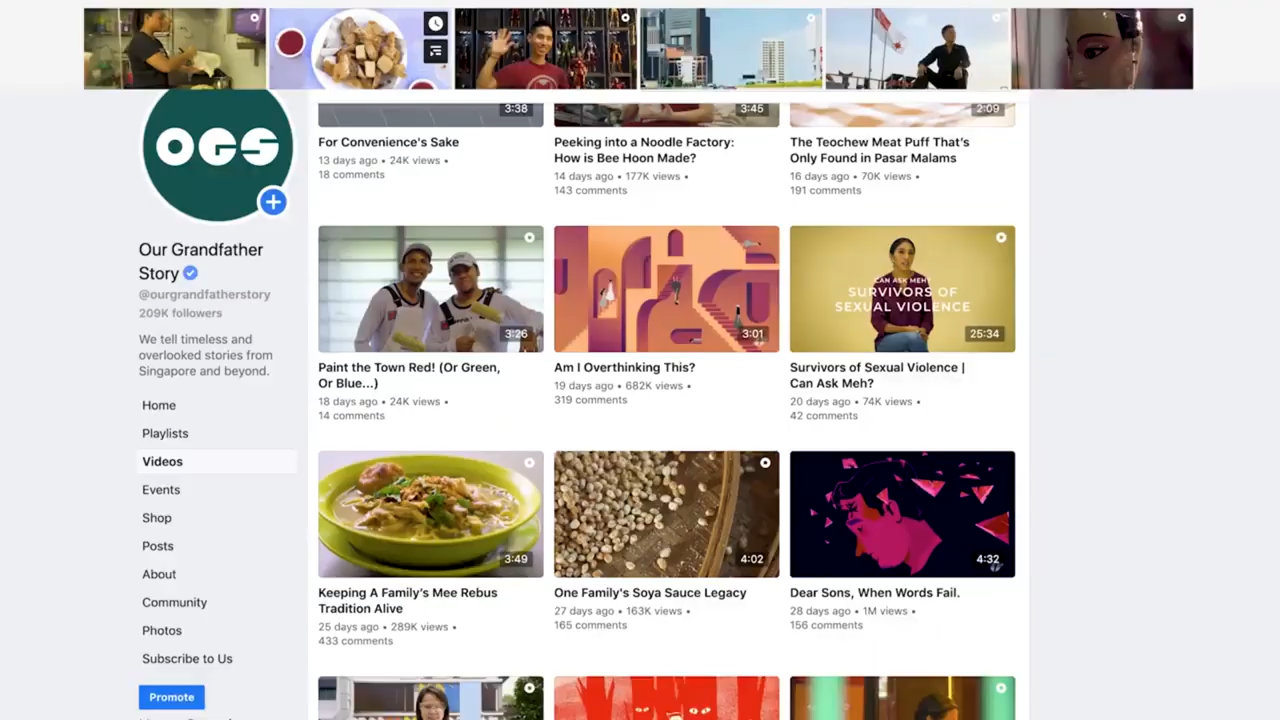 OGS
Our Grandfather
Story
@ourgrandfatherstory
209K followers
We tell timeless and
overlooked stories from
Singapore and beyond.
Home
Playlists
Videos
Events
Shop
Posts
About
Community
Photos
Subscribe to Us
Promote
3:38
For Convenience's Sake
13 days ago • 24K views •
18 comments
3:45
Peeking into a Noodle Factory:
How is Bee Hoon Made?
14 days ago • 177K views •
143 comments
2:09
The Teochew Meat Puff That's
Only Found in Pasar Malams
16 days ago • 70K views •
191 comments
3:26
Paint the Town Red! (Or Green,
Or Blue...)
18 days ago • 24K views •
14 comments
3:01
Am I Overthinking This?
19 days ago • 682K views •
319 comments
CAN ASK MEH?
SURVIVORS OF
SEXUAL VIOLENCE
25:34
Survivors of Sexual Violence |
Can Ask Meh?
20 days ago • 74K views •
42 comments
3:49
Keeping A Family's Mee Rebus
Tradition Alive
25 days ago • 289K views •
433 comments
4:02
One Family's Soya Sauce Legacy
27 days ago • 163K views •
165 comments
4:32
Dear Sons, When Words Fail.
28 days ago • 1M views •
156 comments